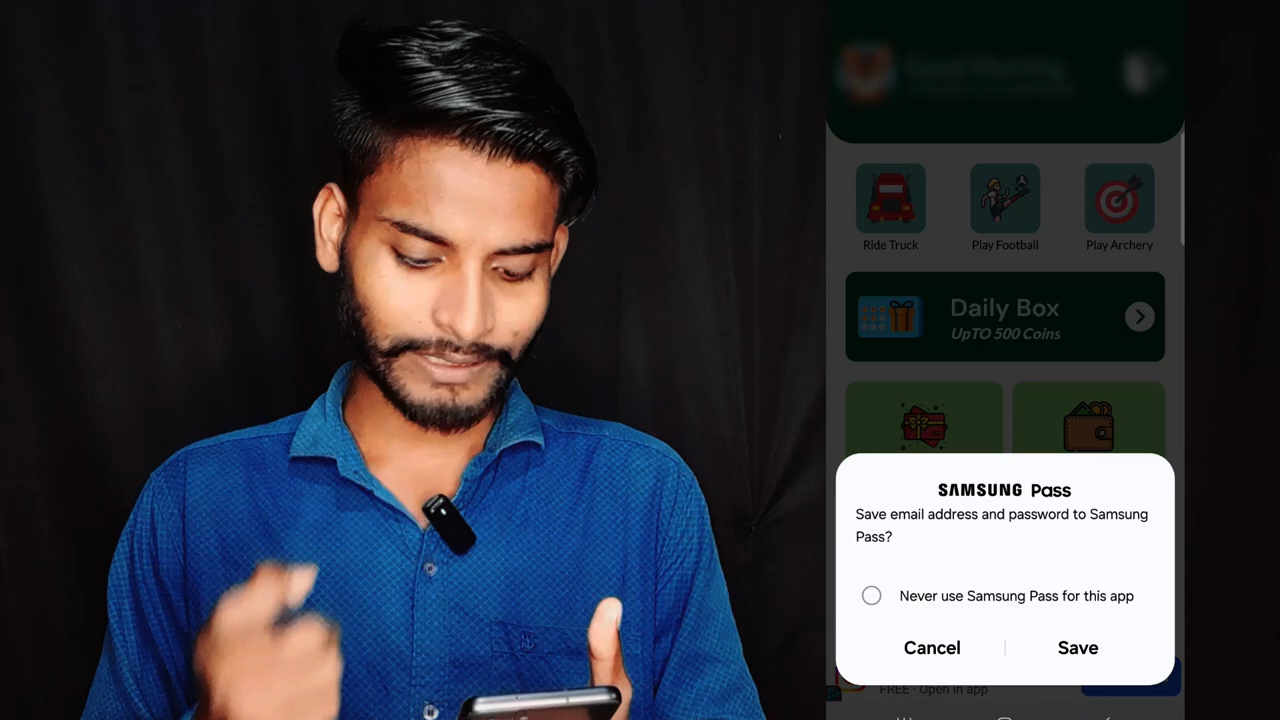 Ride Truck
Play Football
Play Archery
Daily Box
UpTO 500 Coins
SAMSUNG Pass
Save email address and password to Samsung
Pass?
Never use Samsung Pass for this app
Cancel
Save
FREE · Open in app